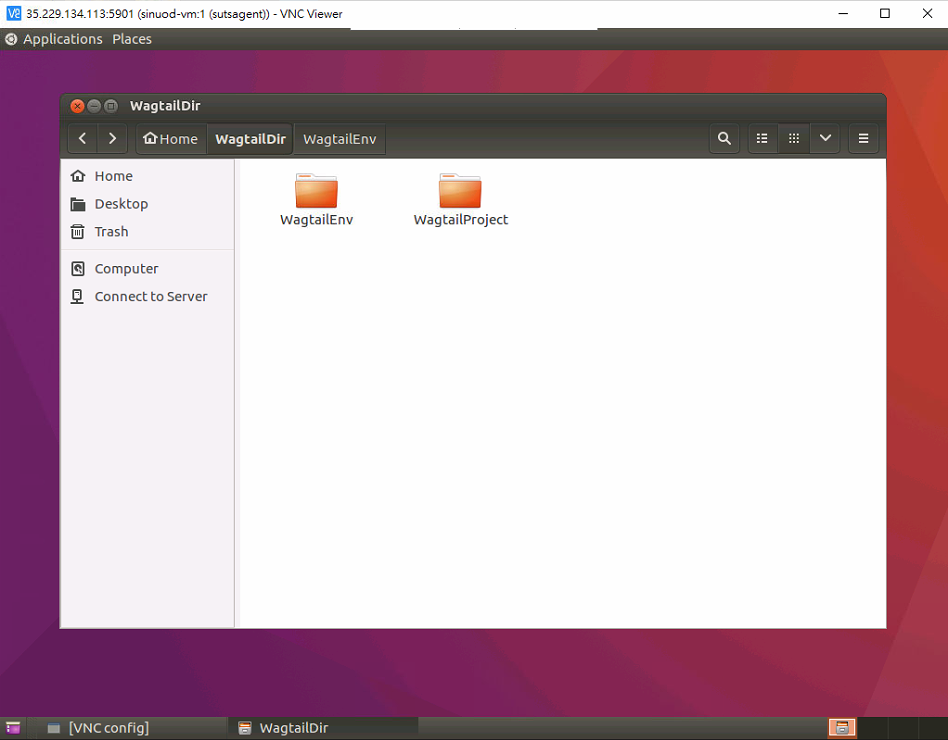 35.229.134.113:5901 (sinuod-vm:1 (sutsagent)) - VNC Viewer
Applications Places
WagtailDir
Home WagtailDir WagtailEnv
Home
Desktop
Trash
Computer
Connect to Server
WagtailEnv WagtailProject
[VNC config] WagtailDir